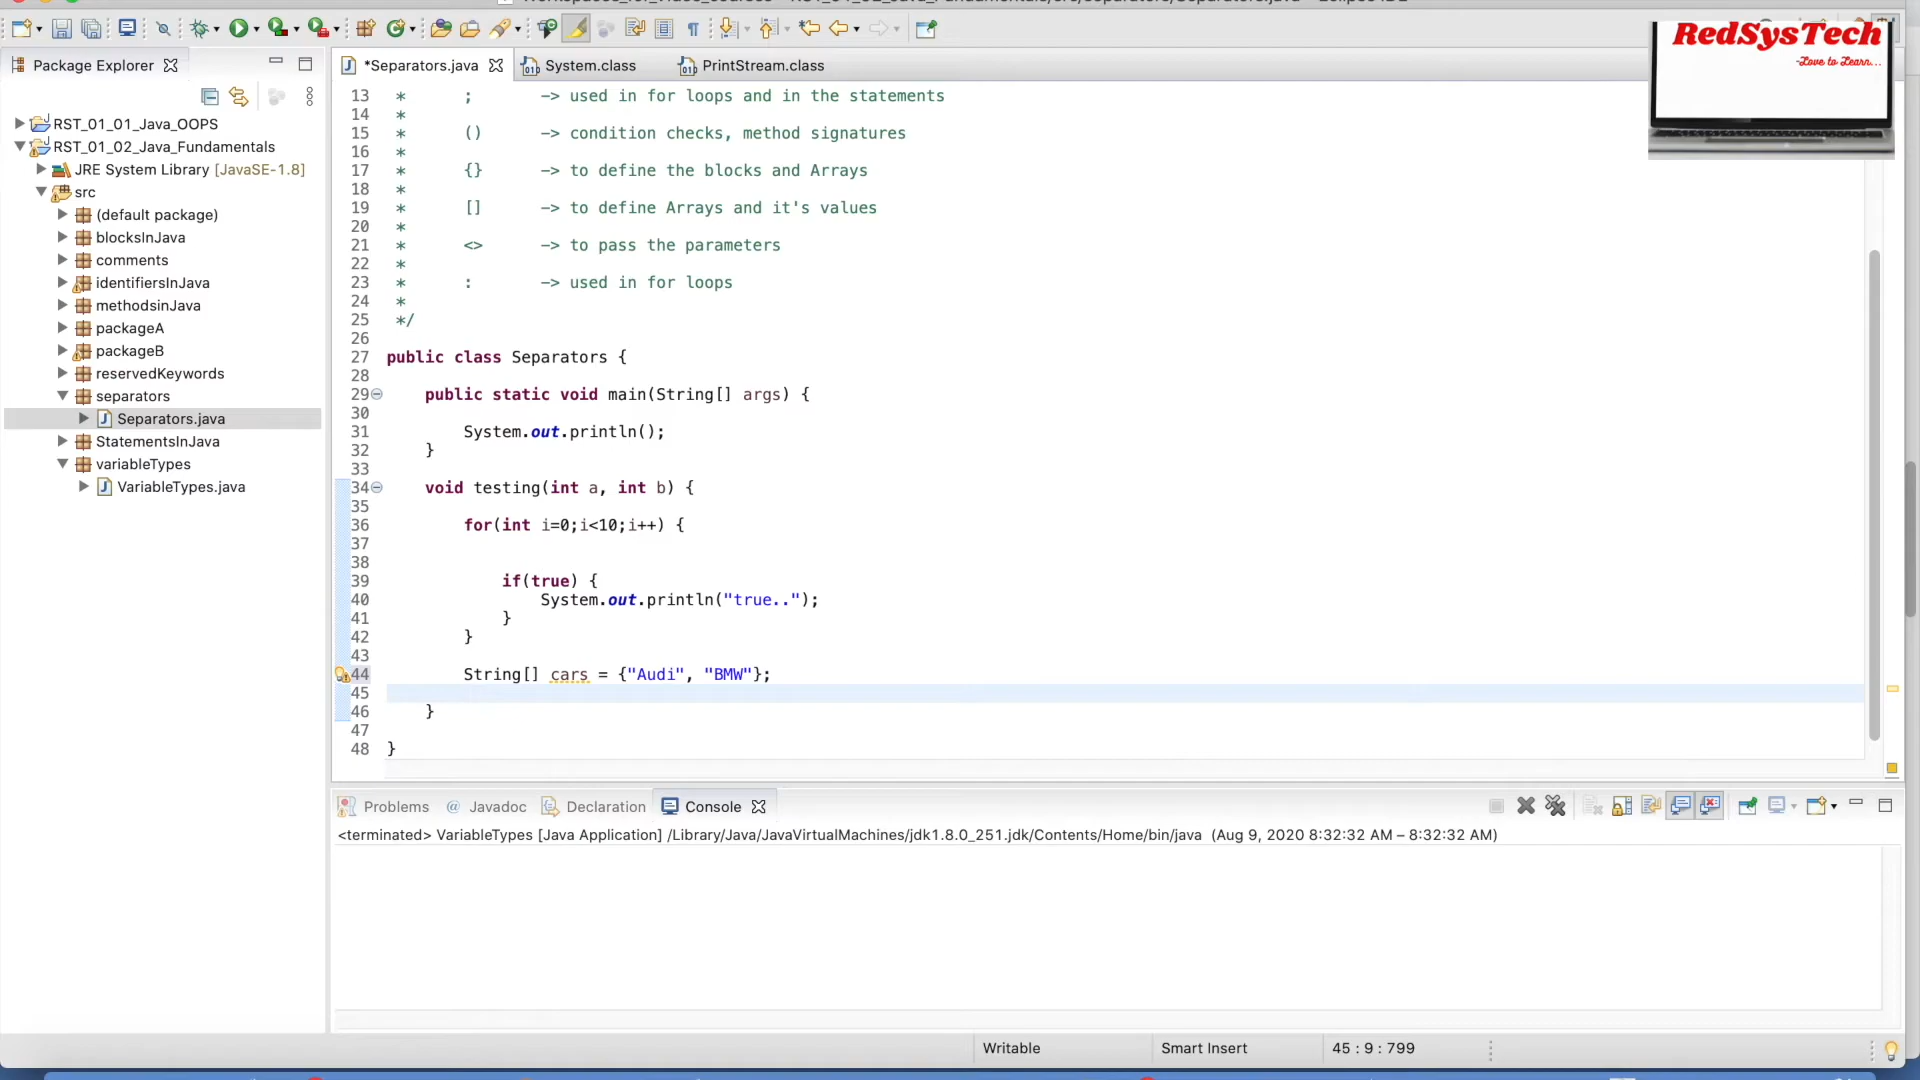 RedSysTech
-Love to Learn...
Package Explorer
*Separators.java
System.class
PrintStream.class
RST_01_01_Java_OOPS
RST_01_02_Java_Fundamentals
JRE System Library [JavaSE-1.8]
src
(default package)
blocksInJava
comments
identifiersInJava
methodsinJava
packageA
packageB
reservedKeywords
separators
Separators.java
StatementsInJava
variableTypes
VariableTypes.java
13 * ; -> used in for loops and in the statements
14 *
15 * () -> condition checks, method signatures
16 *
17 * {} -> to define the blocks and Arrays
18 *
19 * [] -> to define Arrays and it's values
20 *
21 * <> -> to pass the parameters
22 *
23 * : -> used in for loops
24 *
25 */
26
27 public class Separators {
28
29 public static void main(String[] args) {
30
31 System.out.println();
32 }
33
34 void testing(int a, int b) {
35
36 for(int i=0;i<10;i++) {
37
38
39 if(true) {
40 System.out.println("true..");
41 }
42 }
43
44 String[] cars = {"Audi", "BMW"};
45
46 }
47
48 }
Problems @ Javadoc Declaration Console
<terminated> VariableTypes [Java Application] /Library/Java/JavaVirtualMachines/jdk1.8.0_251.jdk/Contents/Home/bin/java (Aug 9, 2020 8:32:32 AM – 8:32:32 AM)
Writable Smart Insert 45 : 9 : 799